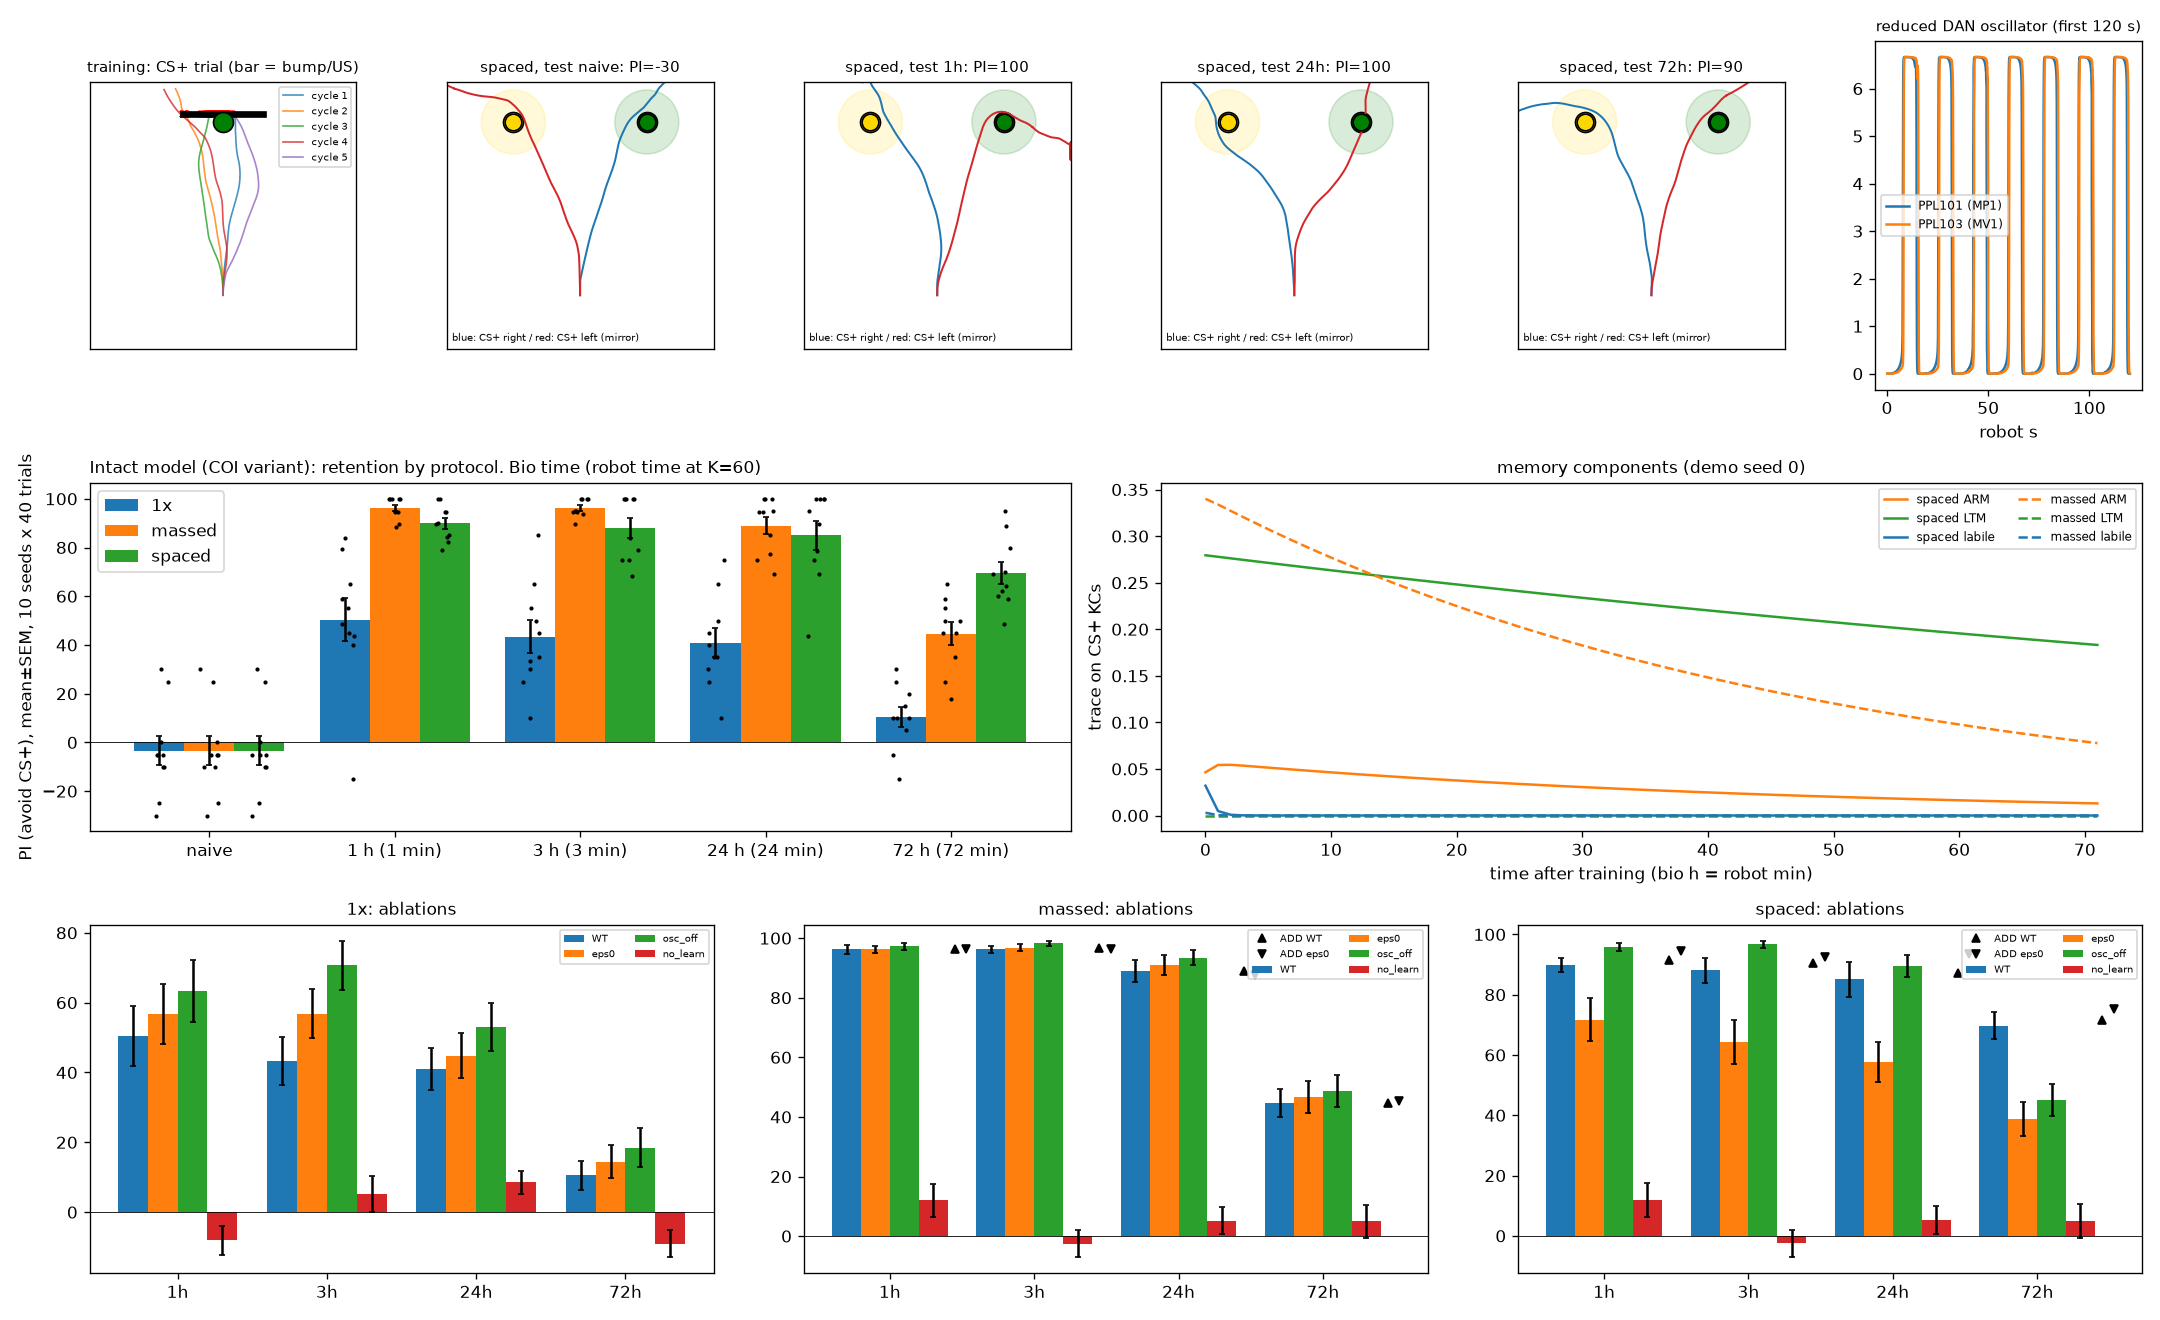 training: CS+ trial (bar = bump/US)
cycle 1
cycle 2
cycle 3
cycle 4
cycle 5
spaced, test naive: PI=-30
blue: CS+ right / red: CS+ left (mirror)
spaced, test 1h: PI=100
blue: CS+ right / red: CS+ left (mirror)
spaced, test 24h: PI=100
blue: CS+ right / red: CS+ left (mirror)
spaced, test 72h: PI=90
blue: CS+ right / red: CS+ left (mirror)
reduced DAN oscillator (first 120 s)
6
5
4
3
2
1
0
PPL101 (MP1)
PPL103 (MV1)
0 50 100
robot s
Intact model (COI variant): retention by protocol. Bio time (robot time at K=60)
PI (avoid CS+), mean±SEM, 10 seeds x 40 trials
100
80
60
40
20
0
−20
1x
massed
spaced
naive 1 h (1 min) 3 h (3 min) 24 h (24 min) 72 h (72 min)
memory components (demo seed 0)
trace on CS+ KCs
0.35
0.30
0.25
0.20
0.15
0.10
0.05
0.00
spaced ARM massed ARM
spaced LTM massed LTM
spaced labile massed labile
0 10 20 30 40 50 60 70
time after training (bio h = robot min)
1x: ablations
80
60
40
20
0
WT osc_off
eps0 no_learn
1h 3h 24h 72h
massed: ablations
100
80
60
40
20
0
ADD WT eps0
ADD eps0 osc_off
WT no_learn
1h 3h 24h 72h
spaced: ablations
100
80
60
40
20
0
ADD WT eps0
ADD eps0 osc_off
WT no_learn
1h 3h 24h 72h